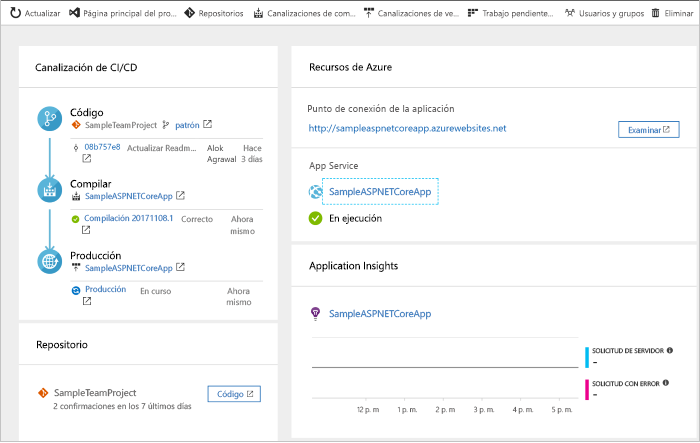 Actualizar
Página principal del pro...
Repositorios
Canalizaciones de com...
Canalizaciones de ve...
Trabajo pendiente...
Usuarios y grupos
Eliminar
Canalización de CI/CD
Código
SampleTeamProject patrón
08b757e8 Actualizar Readm... Alok Agrawal Hace 3 días
Compilar
SampleASPNETCoreApp
Compilación 20171108.1 Correcto Ahora mismo
Producción
SampleASPNETCoreApp
Producción En curso Ahora mismo
Repositorio
SampleTeamProject
2 confirmaciones en los 7 últimos días
Código
Recursos de Azure
Punto de conexión de la aplicación
http://sampleaspnetcoreapp.azurewebsites.net
Examinar
App Service
SampleASPNETCoreApp
En ejecución
Application Insights
SampleASPNETCoreApp
SOLICITUD DE SERVIDOR
--
SOLICITUD CON ERROR
--
12 p. m 1 p. m. 2 p. m. 3 p. m. 4 p. m. 5 p. m.